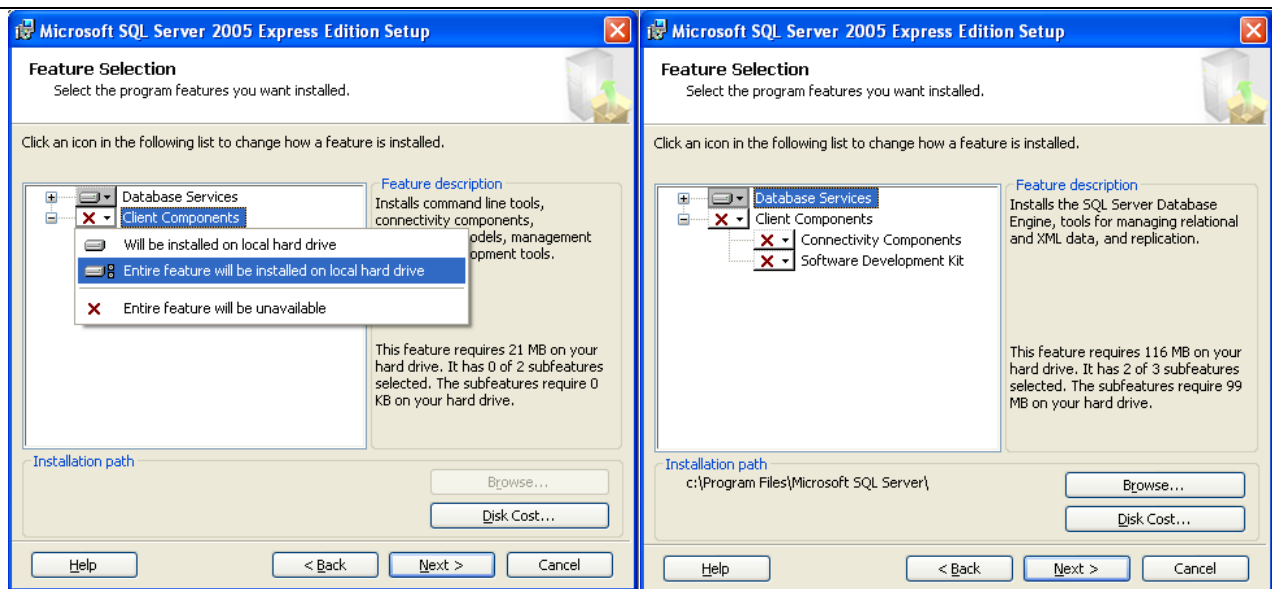 Microsoft SQL Server 2005 Express Edition Setup
Feature Selection
Select the program features you want installed.
Click an icon in the following list to change how a feature is installed.
Database Services
Client Components
Will be installed on local hard drive
Entire feature will be installed on local hard drive
Entire feature will be unavailable
Feature description
Installs command line tools,
connectivity components,
odels, management
opment tools.
This feature requires 21 MB on your
hard drive. It has 0 of 2 subfeatures
selected. The subfeatures require 0
KB on your hard drive.
Installation path
Browse...
Disk Cost...
Help
< Back
Next >
Cancel
Microsoft SQL Server 2005 Express Edition Setup
Feature Selection
Select the program features you want installed.
Click an icon in the following list to change how a feature is installed.
Database Services
Client Components
Connectivity Components
Software Development Kit
Feature description
Installs the SQL Server Database
Engine, tools for managing relational
and XML data, and replication.
This feature requires 116 MB on your
hard drive. It has 2 of 3 subfeatures
selected. The subfeatures require 99
MB on your hard drive.
Installation path
c:\Program Files\Microsoft SQL Server\
Browse...
Disk Cost...
Help
< Back
Next >
Cancel